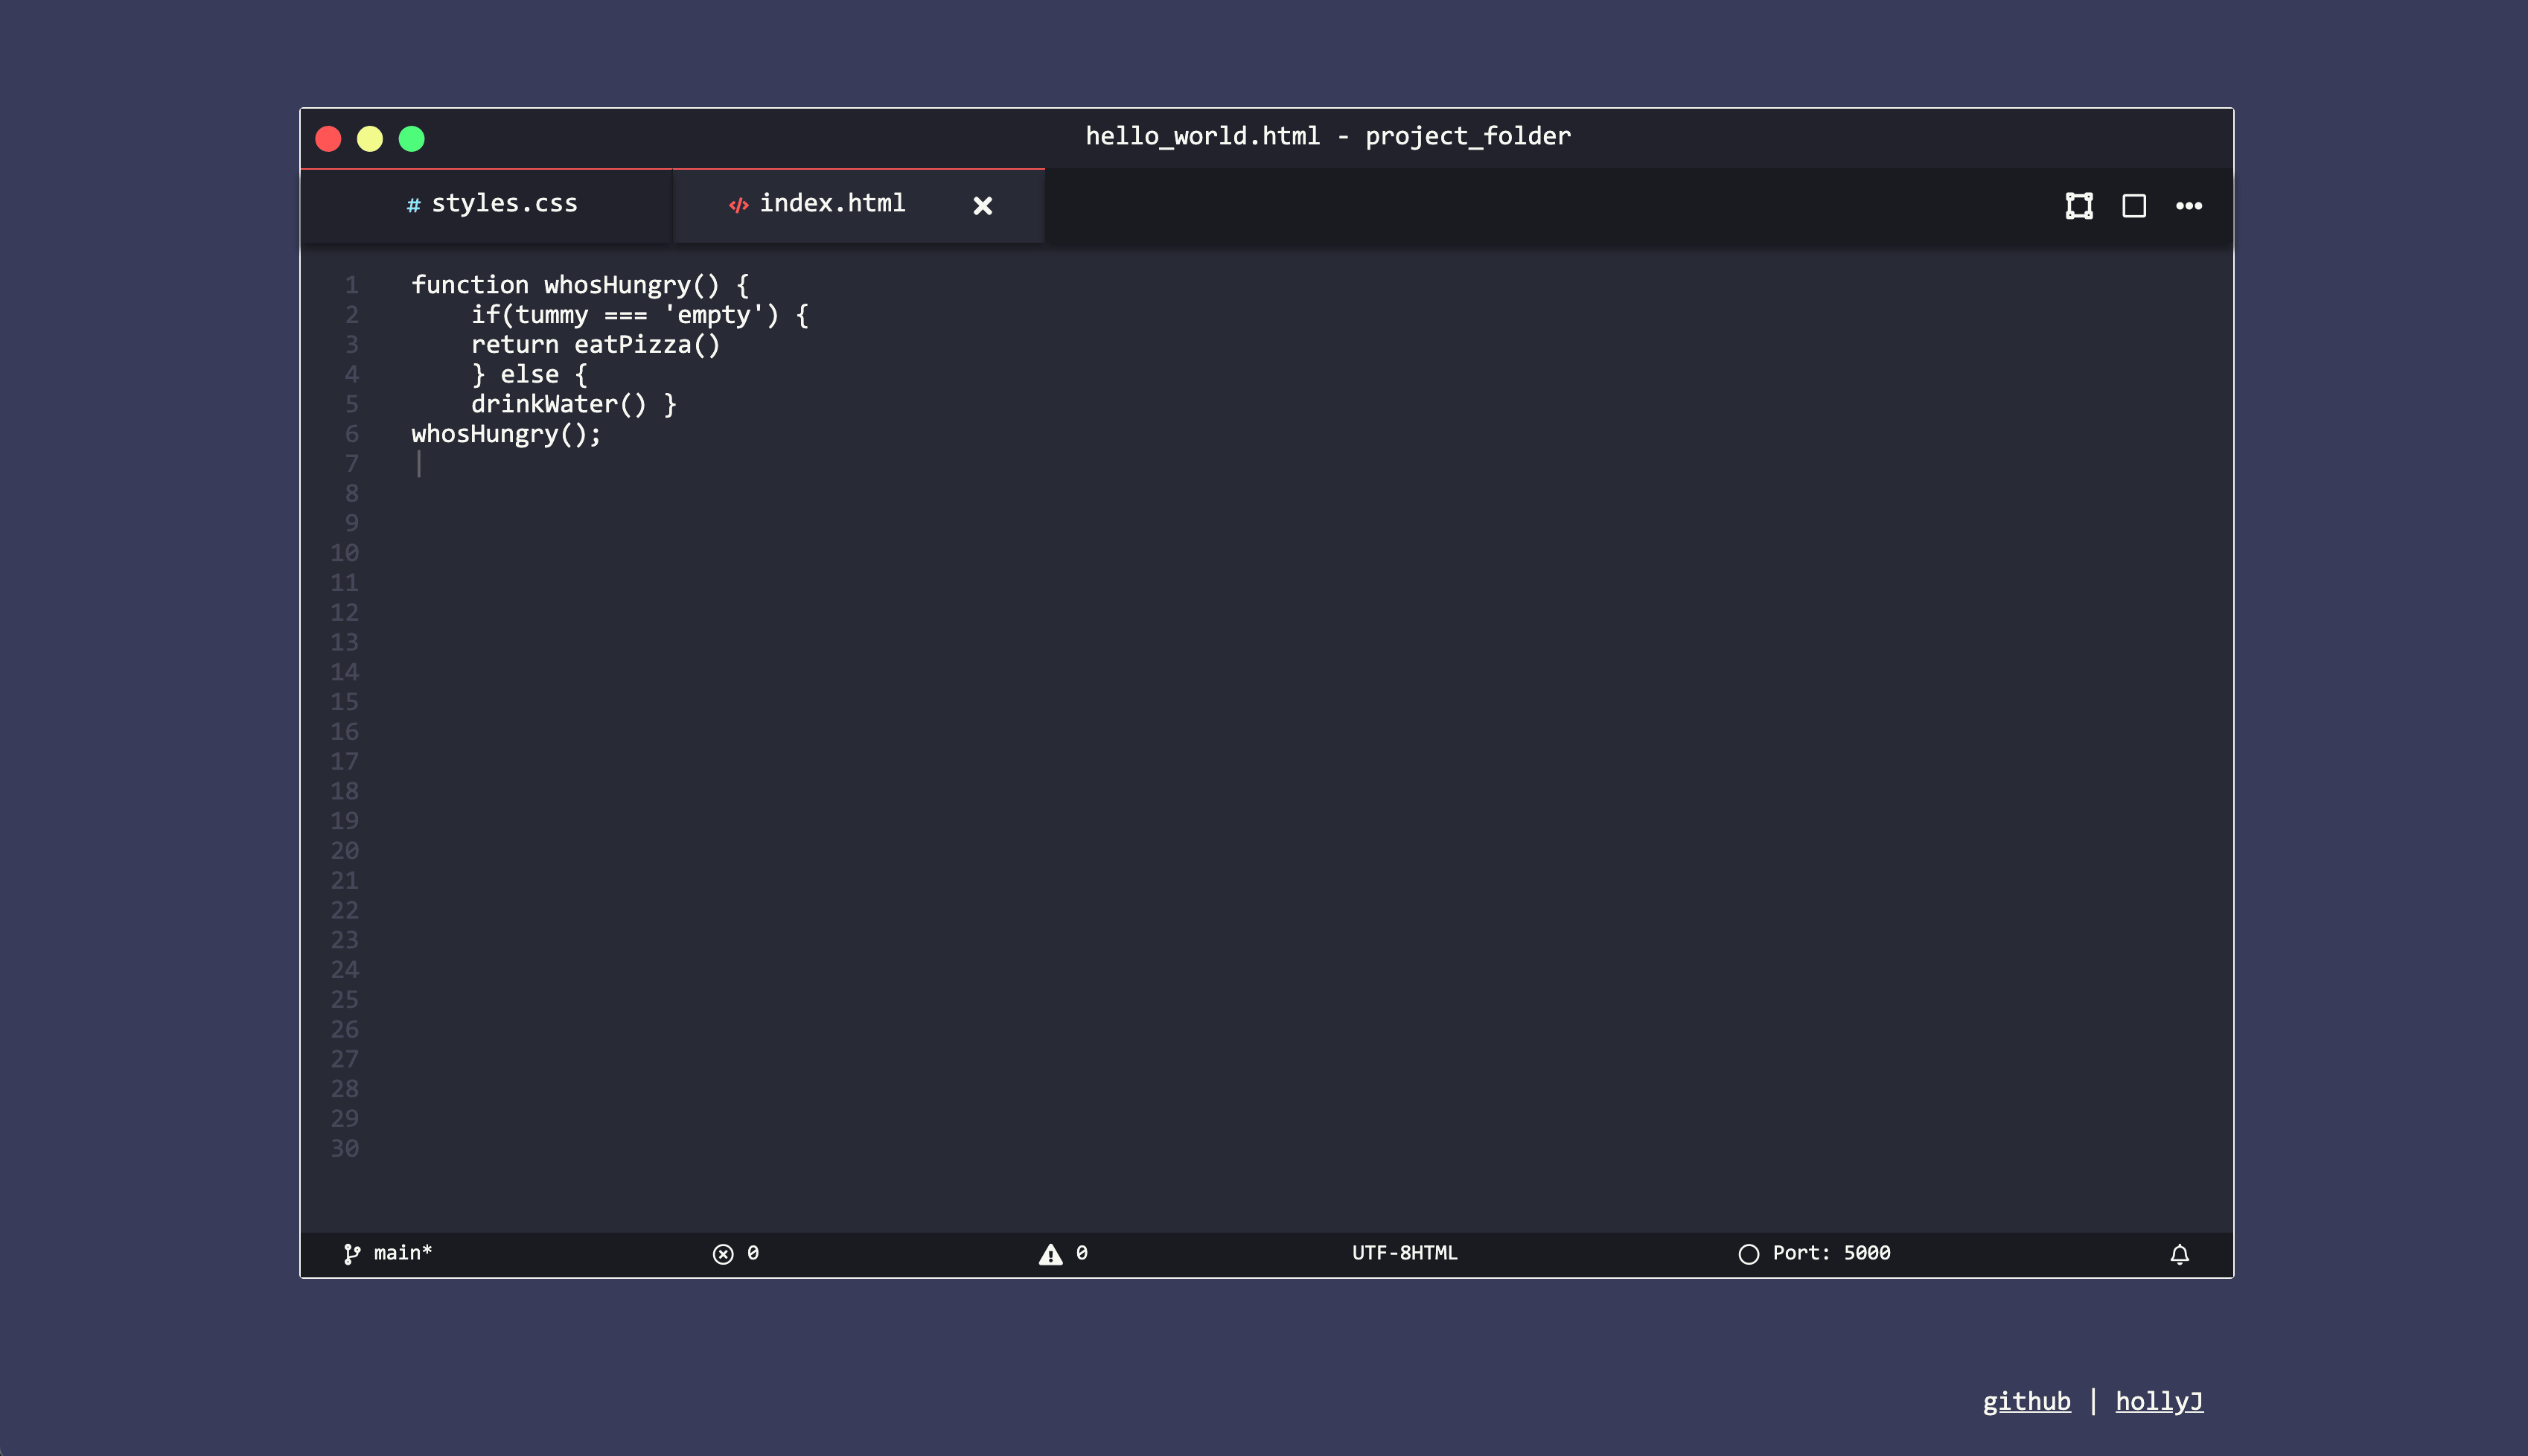 hello_world.html - project_folder
# styles.css
</> index.html
1 function whosHungry() {
2     if(tummy === 'empty') {
3     return eatPizza()
4     } else {
5     drinkWater() }
6 whosHungry();
7
8
9
10
11
12
13
14
15
16
17
18
19
20
21
22
23
24
25
26
27
28
29
30
main* 0 0 UTF-8HTML Port: 5000
github | hollyJ